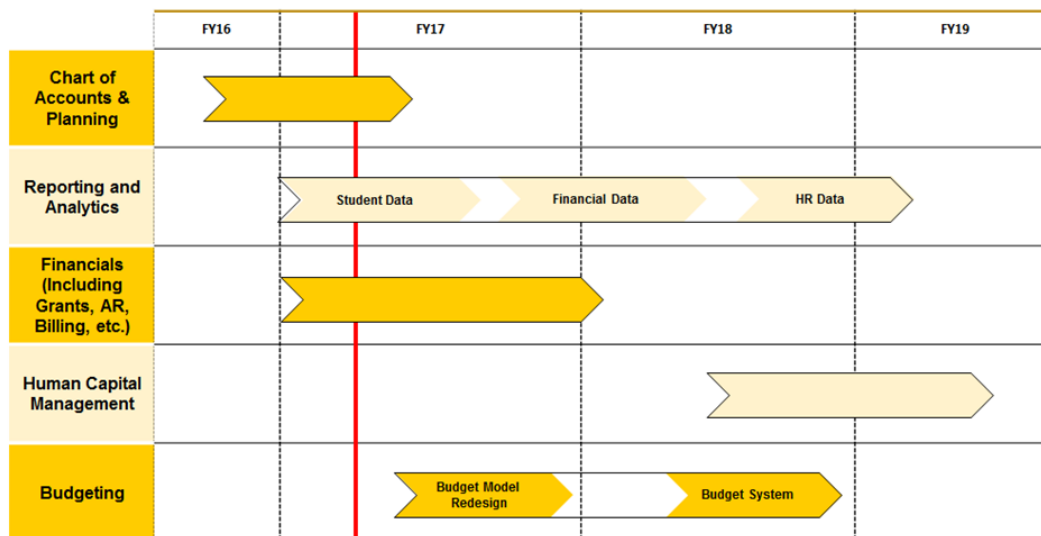 FY16 FY17 FY18 FY19
Chart of
Accounts &
Planning
Reporting and
Analytics
Student Data Financial Data HR Data
Financials
(Including
Grants, AR,
Billing, etc.)
Human Capital
Management
Budgeting
Budget Model
Redesign
Budget System